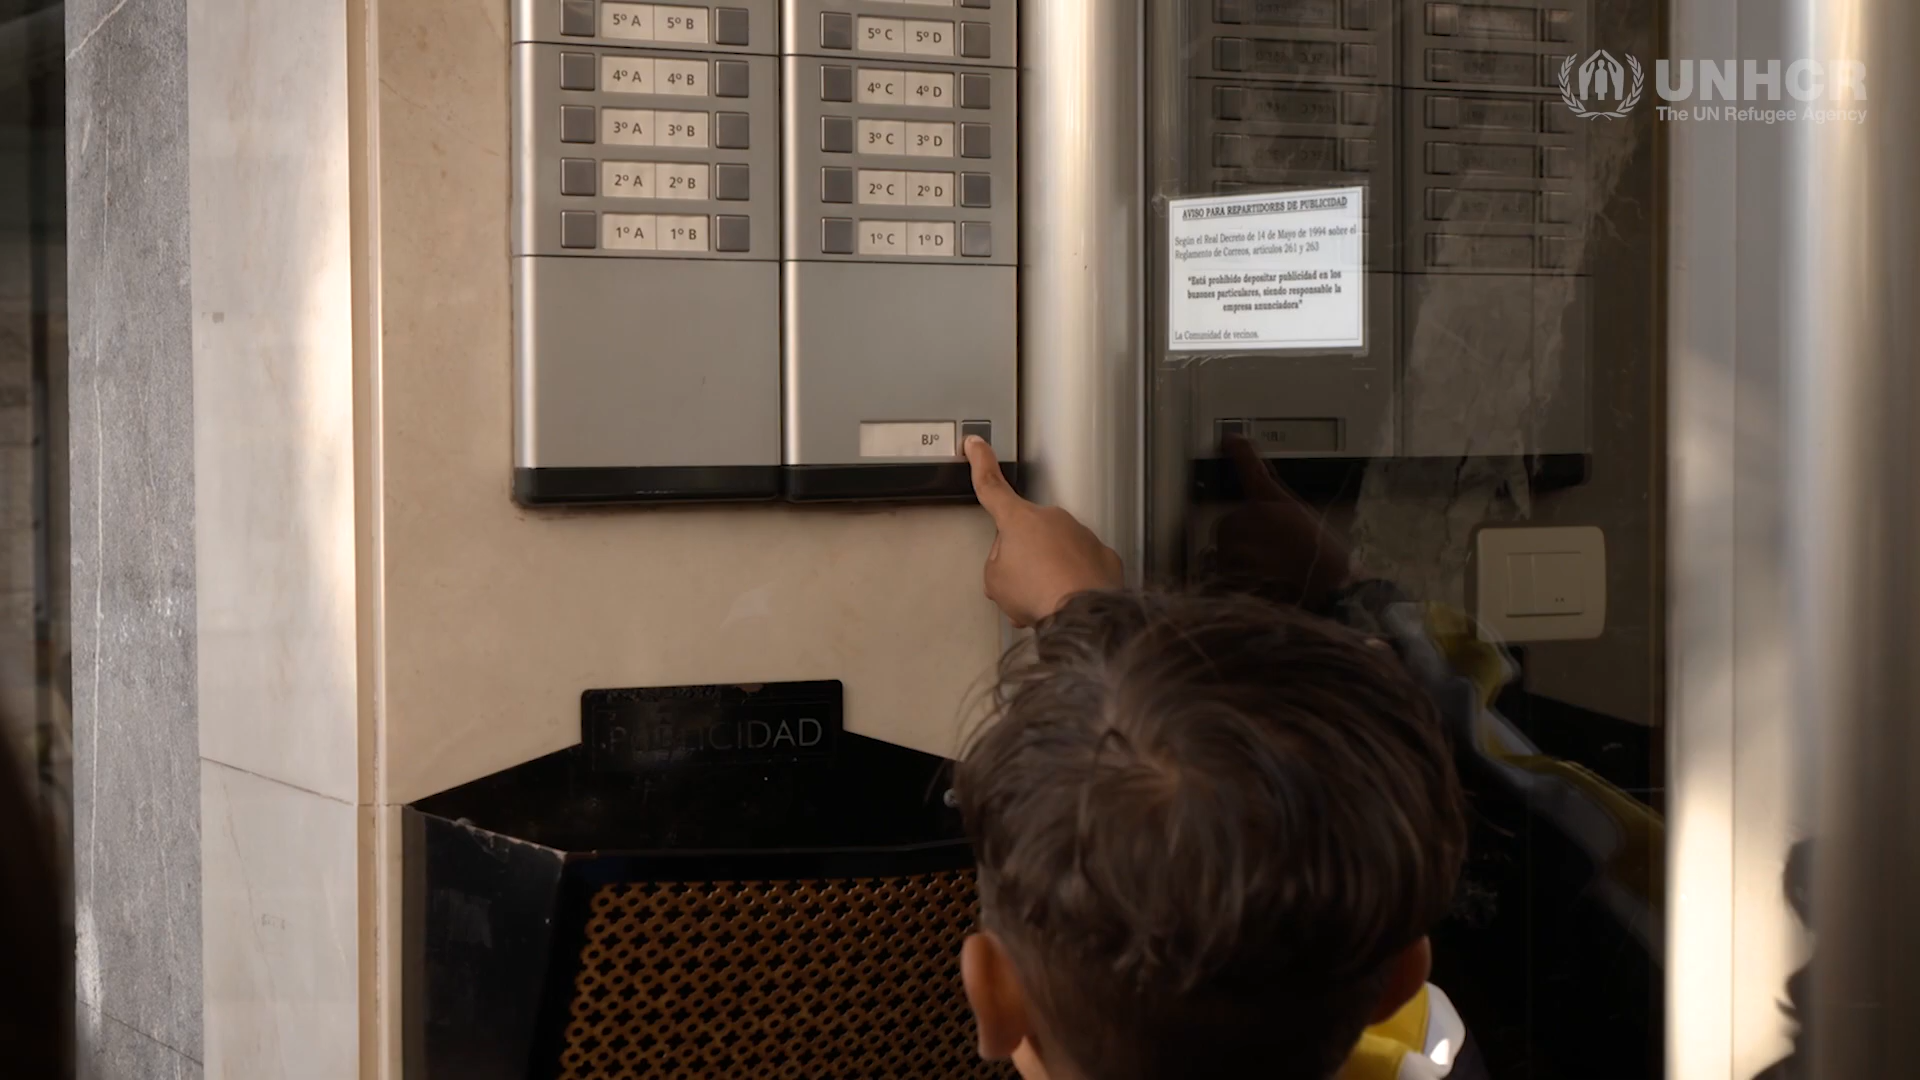 5º A 5º B
4º A 4º B
3º A 3º B
2º A 2º B
1º A 1º B
5º C 5º D
4º C 4º D
3º C 3º D
2º C 2º D
1º C 1º D
BJº
PUBLICIDAD
AVISO PARA REPARTIDORES DE PUBLICIDAD
Según el Real Decreto de 14 de Mayo de 1994 sobre el
Reglamento de Correos, artículos 261 y 263
"Está prohibido depositar publicidad en los
buzones particulares, siendo responsable la
empresa anunciadora"
La Comunidad de vecinos.
UNHCR
The UN Refugee Agency